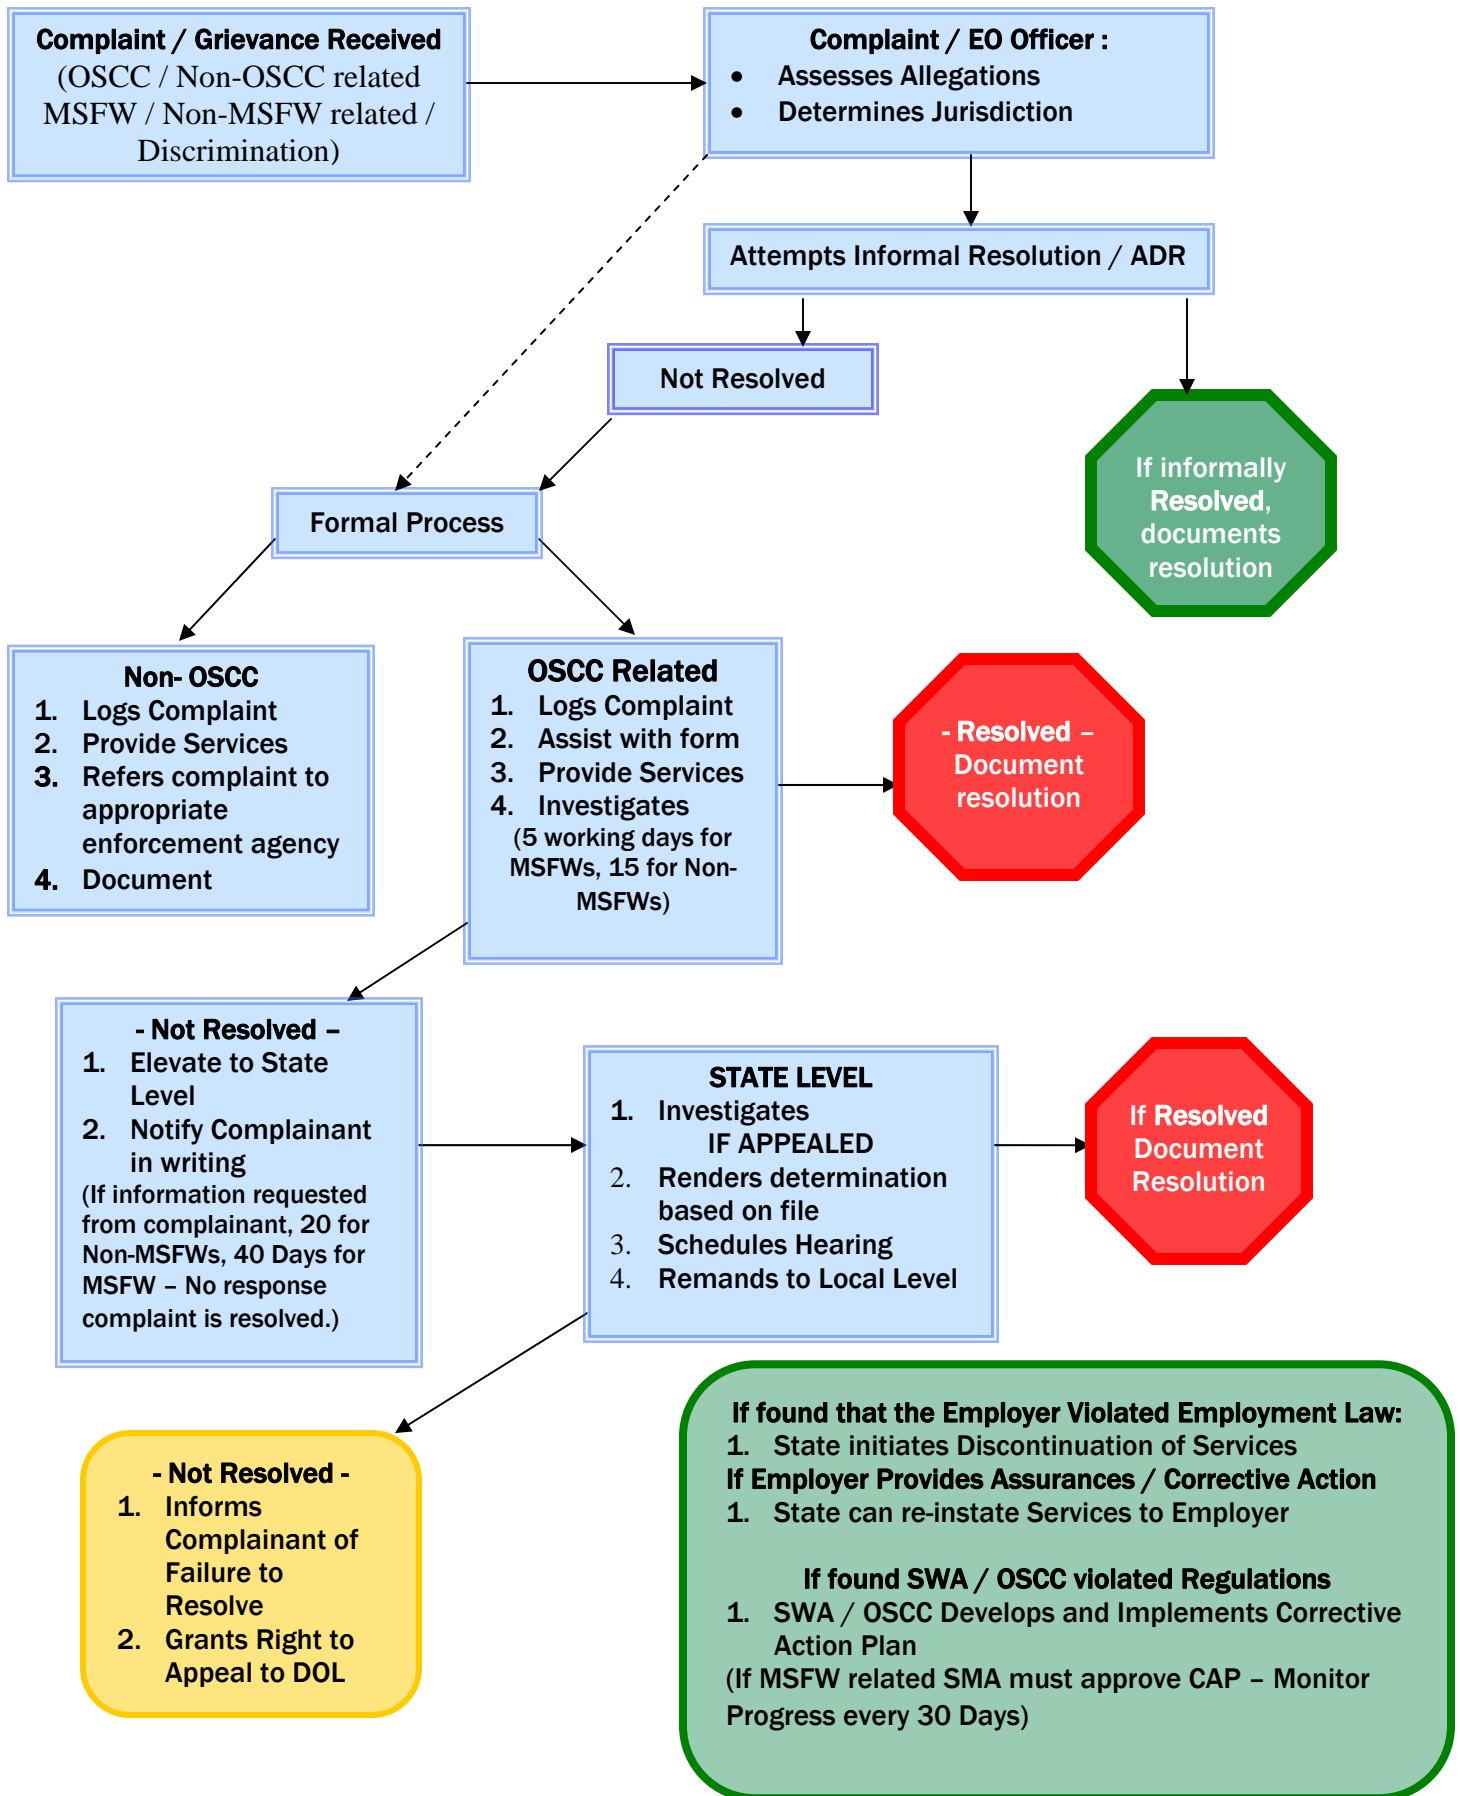 Complaint / Grievance Received
(OSCC / Non-OSCC related
MSFW / Non-MSFW related /
Discrimination)
Complaint / EO Officer :
• Assesses Allegations
• Determines Jurisdiction
Attempts Informal Resolution / ADR
Not Resolved
If informally
Resolved,
documents
resolution
Formal Process
Non- OSCC
1. Logs Complaint
2. Provide Services
3. Refers complaint to
appropriate
enforcement agency
4. Document
OSCC Related
1. Logs Complaint
2. Assist with form
3. Provide Services
4. Investigates
(5 working days for
MSFWs, 15 for Non-
MSFWs)
- Resolved –
Document
resolution
- Not Resolved –
1. Elevate to State
Level
2. Notify Complainant
in writing
(If information requested
from complainant, 20 for
Non-MSFWs, 40 Days for
MSFW – No response
complaint is resolved.)
STATE LEVEL
1. Investigates
IF APPEALED
2. Renders determination
based on file
3. Schedules Hearing
4. Remands to Local Level
If Resolved
Document
Resolution
- Not Resolved -
1. Informs
Complainant of
Failure to
Resolve
2. Grants Right to
Appeal to DOL
If found that the Employer Violated Employment Law:
1. State initiates Discontinuation of Services
If Employer Provides Assurances / Corrective Action
1. State can re-instate Services to Employer
If found SWA / OSCC violated Regulations
1. SWA / OSCC Develops and Implements Corrective
Action Plan
(If MSFW related SMA must approve CAP – Monitor
Progress every 30 Days)